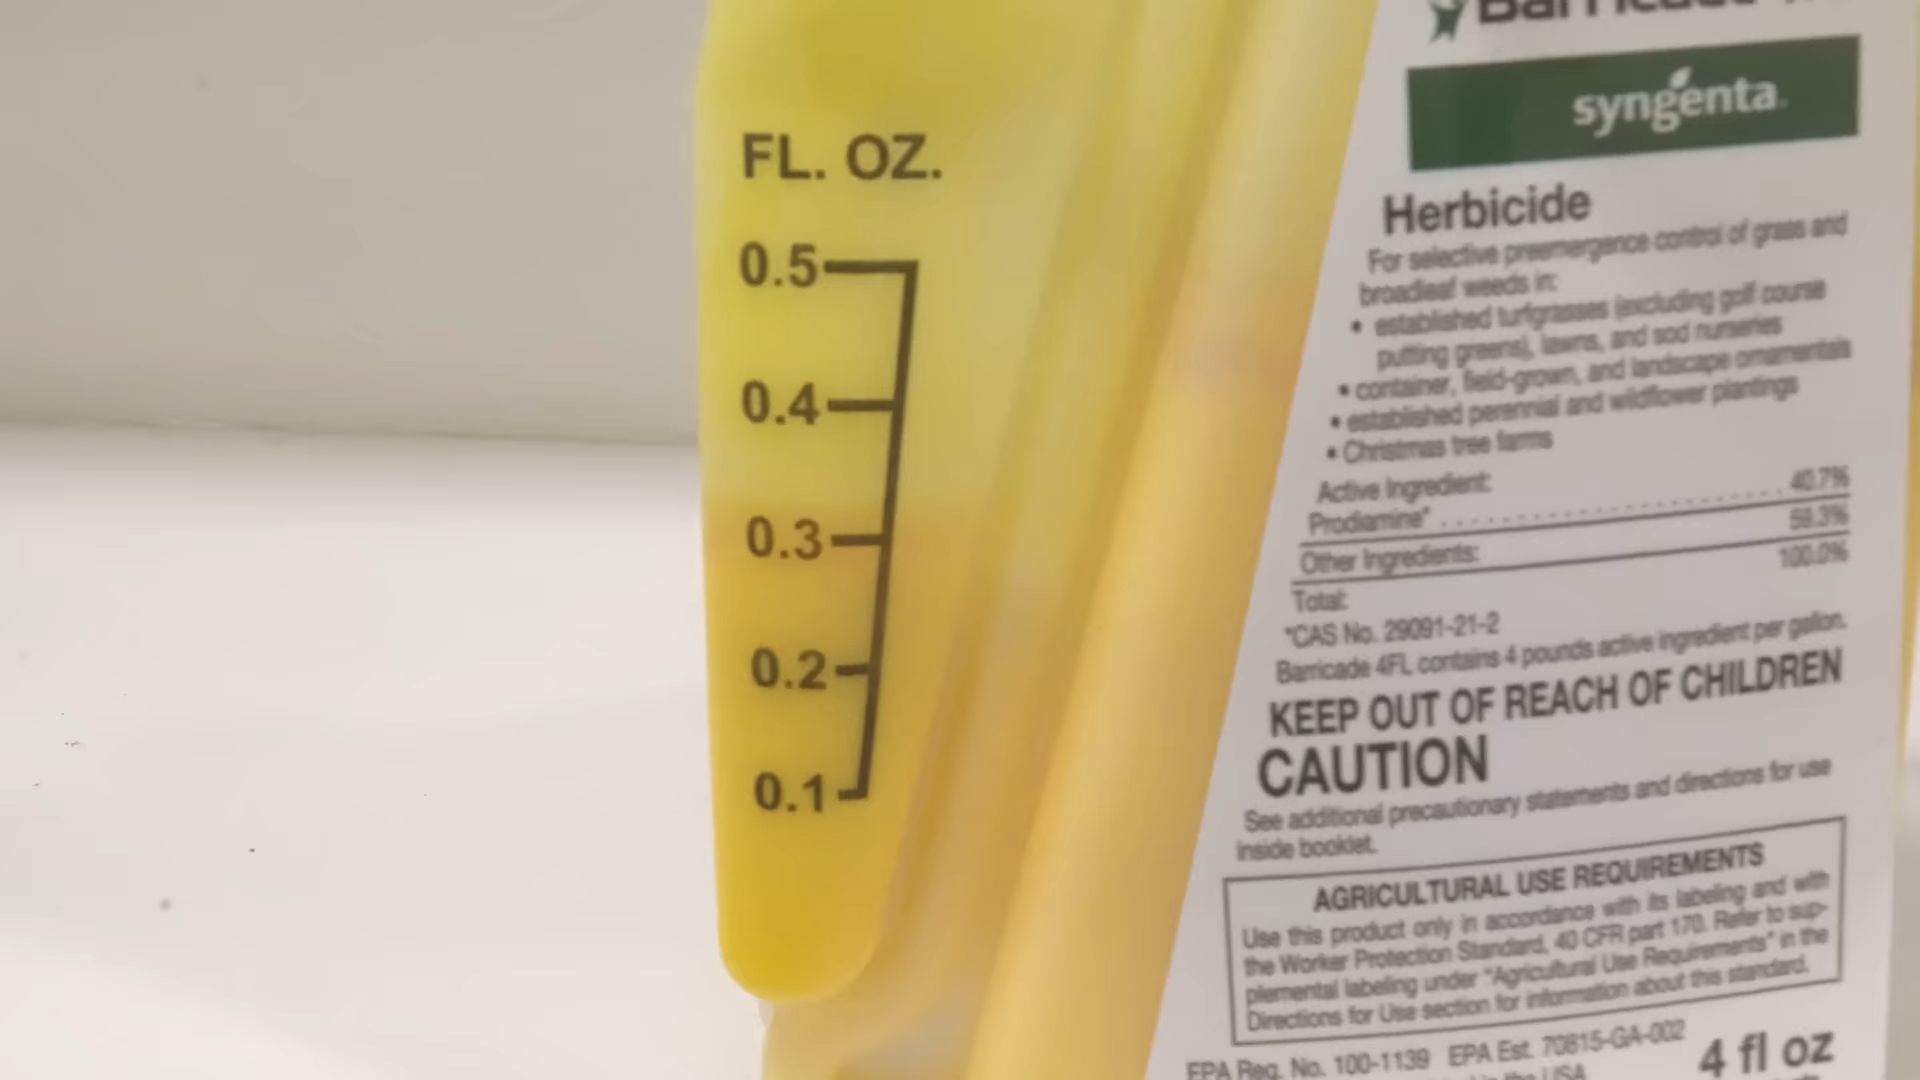 FL. OZ.
0.5
0.4
0.3
0.2
0.1
syngenta
Herbicide
For selective preemergence control of grass and
broadleaf weeds in:
• established turfgrasses (excluding golf course
putting greens), lawns, and sod nurseries
• container, field-grown, and landscape ornamentals
• established perennial and wildflower plantings
• Christmas tree farms
Active Ingredient:
Prodiamine* . . . . . . . . . . . . . . . . . . . 40.7%
Other Ingredients: 59.3%
Total: 100.0%
*CAS No. 29091-21-2
Barricade 4FL contains 4 pounds active ingredient per gallon.
KEEP OUT OF REACH OF CHILDREN
CAUTION
See additional precautionary statements and directions for use
inside booklet.
AGRICULTURAL USE REQUIREMENTS
Use this product only in accordance with its labeling and with
the Worker Protection Standard, 40 CFR part 170. Refer to sup-
plemental labeling under "Agricultural Use Requirements" in the
Directions for Use section for information about this standard.
EPA Reg. No. 100-1139 EPA Est. 70815-GA-002
in the USA
4 fl oz